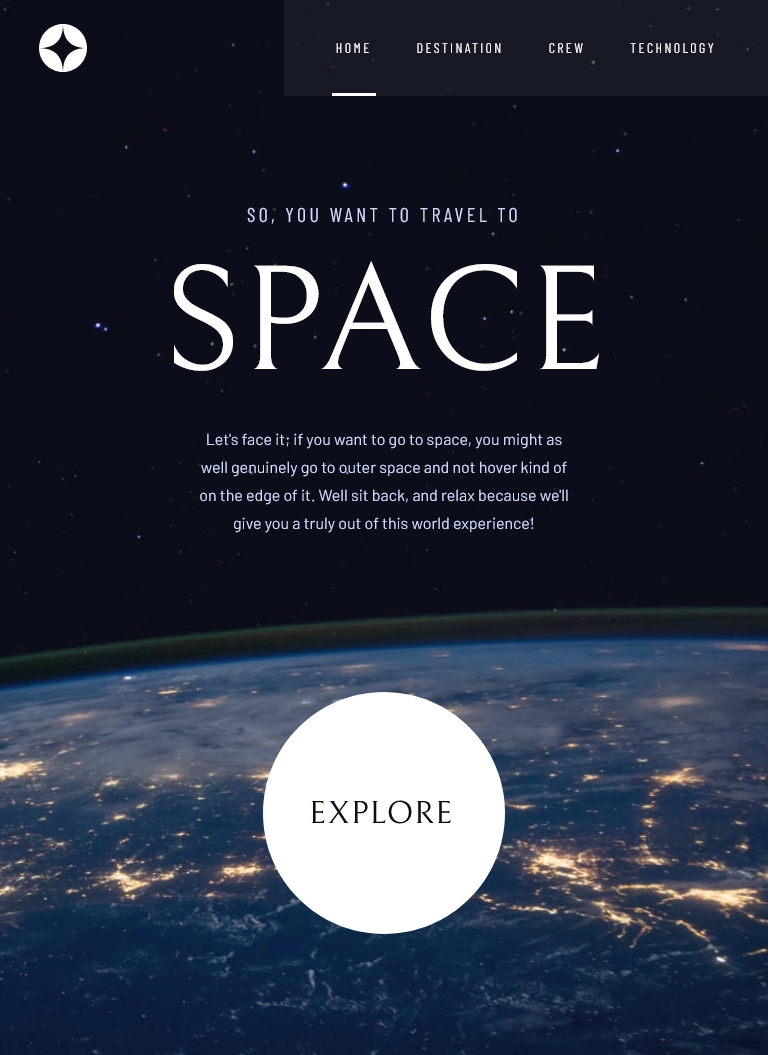 HOME DESTINATION CREW TECHNOLOGY
SO, YOU WANT TO TRAVEL TO
SPACE
Let's face it; if you want to go to space, you might as
well genuinely go to outer space and not hover kind of
on the edge of it. Well sit back, and relax because we'll
give you a truly out of this world experience!
EXPLORE